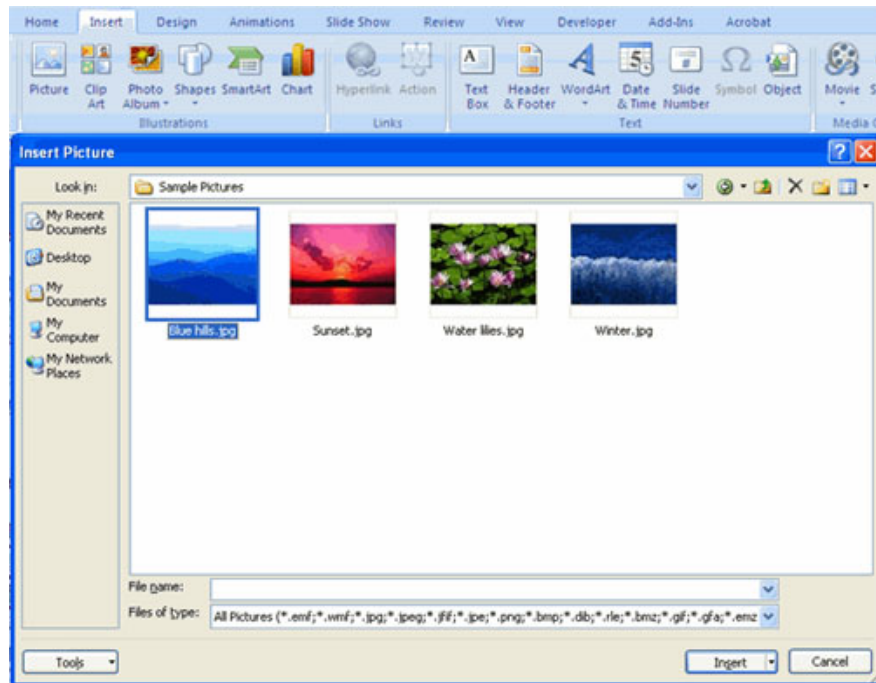 Home Insert Design Animations Slide Show Review View Developer Add-Ins Acrobat
Picture Clip Art Photo Album Shapes SmartArt Chart Hyperlink Action Text Box Header & Footer WordArt Date & Time Slide Number Symbol Object Movie S
Illustrations Links Text Media
Insert Picture
Look in: Sample Pictures
My Recent Documents
Desktop
My Documents
My Computer
My Network Places
Blue hills.jpg Sunset.jpg Water lilies.jpg Winter.jpg
File name:
Files of type: All Pictures (*.emf;*.wmf;*.jpg;*.jpeg;*.jfif;*.jpe;*.png;*.bmp;*.dib;*.rle;*.bmz;*.gif;*.gfa;*.emz
Tools Insert Cancel